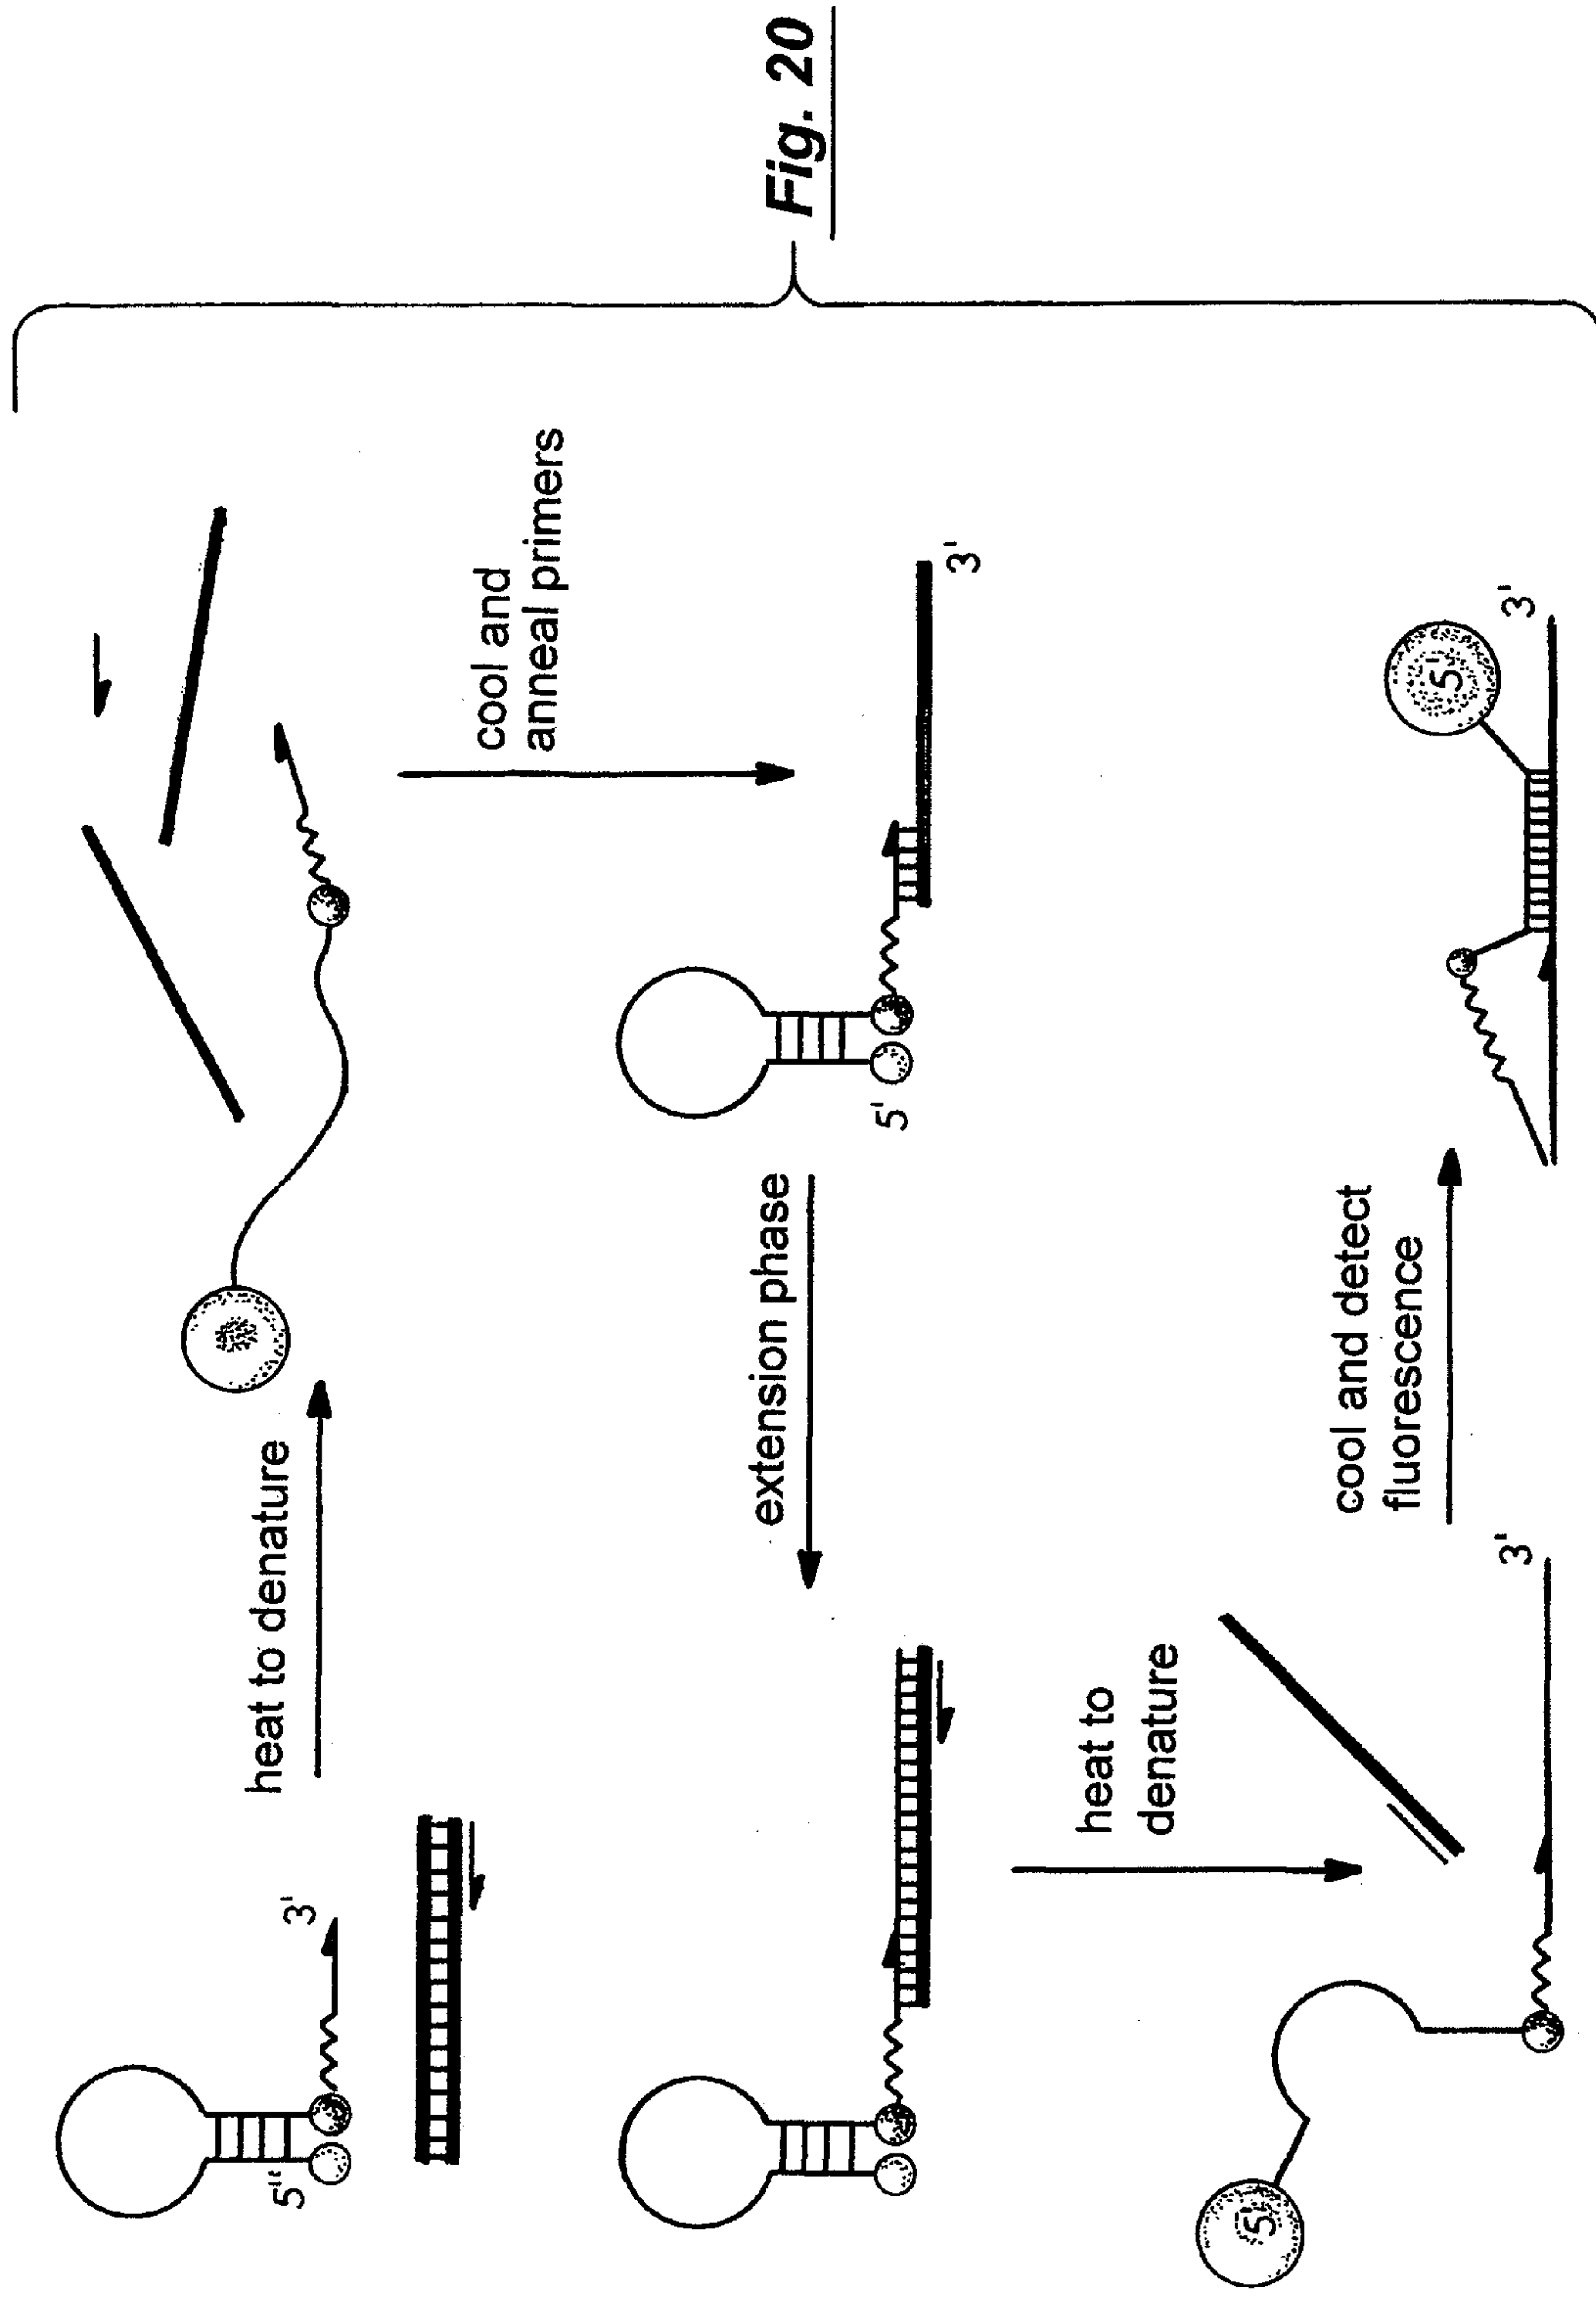 5"
3'
heat to denature
cool and
anneal primers
5'
3'
extension phase
heat to
denature
5'
3'
cool and detect
fluorescence
5'
3'
Fig. 20